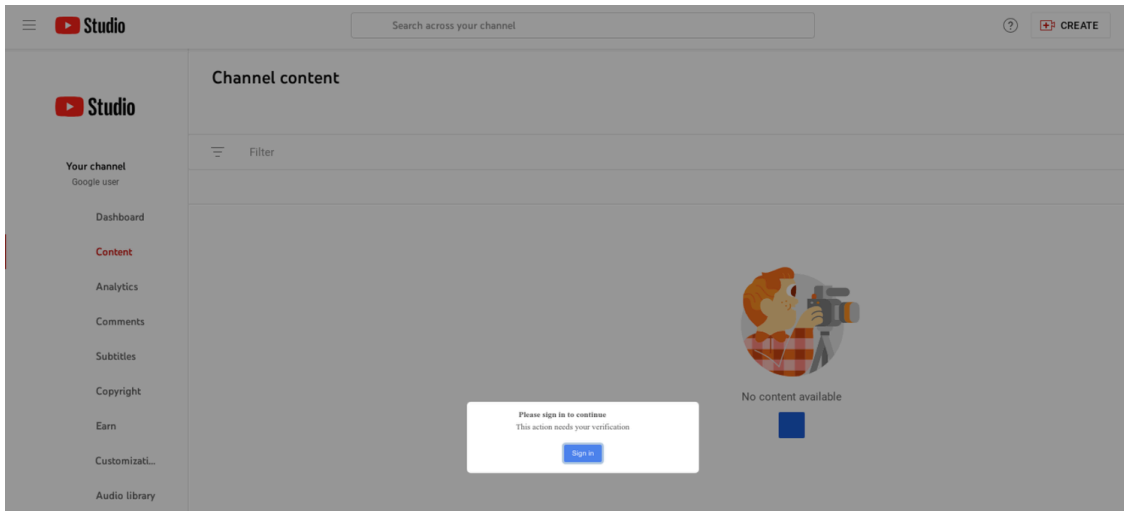 Studio
Search across your channel
CREATE
Studio
Your channel
Google user
Dashboard
Content
Analytics
Comments
Subtitles
Copyright
Earn
Customizati...
Audio library
Channel content
Filter
No content available
Please sign in to continue
This action needs your verification
Sign in